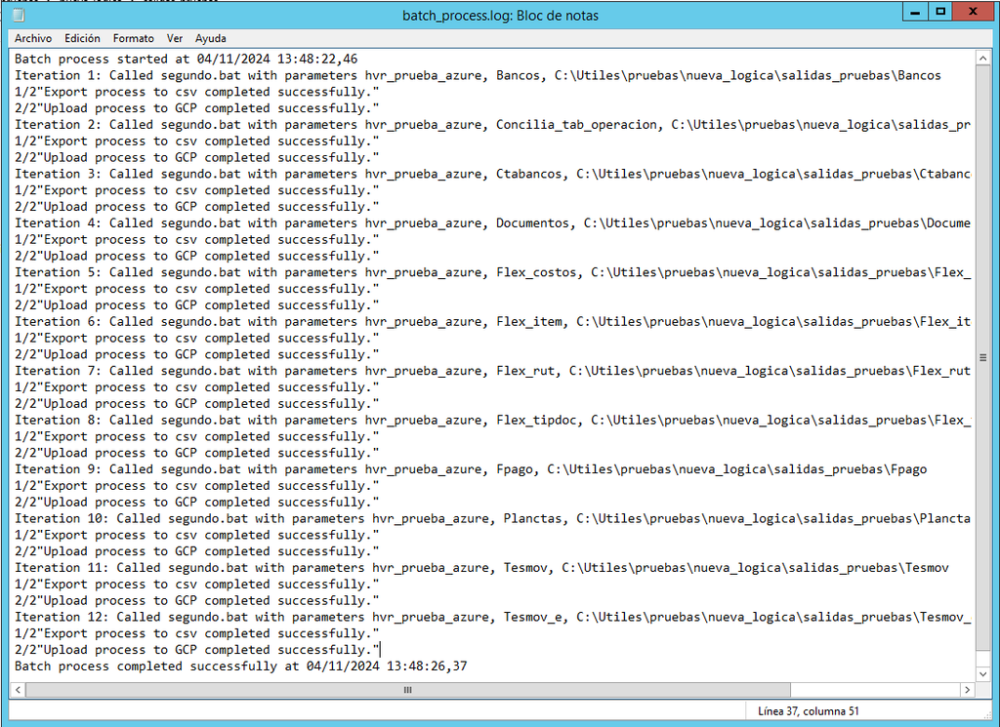 batch_process.log: Bloc de notas
Archivo Edición Formato Ver Ayuda
Batch process started at 04/11/2024 13:48:22,46
Iteration 1: Called segundo.bat with parameters hvr_prueba_azure, Bancos, C:\Utiles\pruebas\nueva_logica\salidas_pruebas\Bancos
1/2"Export process to csv completed successfully."
2/2"Upload process to GCP completed successfully."
Iteration 2: Called segundo.bat with parameters hvr_prueba_azure, Concilia_tab_operacion, C:\Utiles\pruebas\nueva_logica\salidas_pr
1/2"Export process to csv completed successfully."
2/2"Upload process to GCP completed successfully."
Iteration 3: Called segundo.bat with parameters hvr_prueba_azure, Ctabancos, C:\Utiles\pruebas\nueva_logica\salidas_pruebas\Ctabanc
1/2"Export process to csv completed successfully."
2/2"Upload process to GCP completed successfully."
Iteration 4: Called segundo.bat with parameters hvr_prueba_azure, Documentos, C:\Utiles\pruebas\nueva_logica\salidas_pruebas\Docume
1/2"Export process to csv completed successfully."
2/2"Upload process to GCP completed successfully."
Iteration 5: Called segundo.bat with parameters hvr_prueba_azure, Flex_costos, C:\Utiles\pruebas\nueva_logica\salidas_pruebas\Flex_
1/2"Export process to csv completed successfully."
2/2"Upload process to GCP completed successfully."
Iteration 6: Called segundo.bat with parameters hvr_prueba_azure, Flex_item, C:\Utiles\pruebas\nueva_logica\salidas_pruebas\Flex_it
1/2"Export process to csv completed successfully."
2/2"Upload process to GCP completed successfully."
Iteration 7: Called segundo.bat with parameters hvr_prueba_azure, Flex_rut, C:\Utiles\pruebas\nueva_logica\salidas_pruebas\Flex_rut
1/2"Export process to csv completed successfully."
2/2"Upload process to GCP completed successfully."
Iteration 8: Called segundo.bat with parameters hvr_prueba_azure, Flex_tipdoc, C:\Utiles\pruebas\nueva_logica\salidas_pruebas\Flex_
1/2"Export process to csv completed successfully."
2/2"Upload process to GCP completed successfully."
Iteration 9: Called segundo.bat with parameters hvr_prueba_azure, Fpago, C:\Utiles\pruebas\nueva_logica\salidas_pruebas\Fpago
1/2"Export process to csv completed successfully."
2/2"Upload process to GCP completed successfully."
Iteration 10: Called segundo.bat with parameters hvr_prueba_azure, Planctas, C:\Utiles\pruebas\nueva_logica\salidas_pruebas\Plancta
1/2"Export process to csv completed successfully."
2/2"Upload process to GCP completed successfully."
Iteration 11: Called segundo.bat with parameters hvr_prueba_azure, Tesmov, C:\Utiles\pruebas\nueva_logica\salidas_pruebas\Tesmov
1/2"Export process to csv completed successfully."
2/2"Upload process to GCP completed successfully."
Iteration 12: Called segundo.bat with parameters hvr_prueba_azure, Tesmov_e, C:\Utiles\pruebas\nueva_logica\salidas_pruebas\Tesmov_
1/2"Export process to csv completed successfully."
2/2"Upload process to GCP completed successfully."
Batch process completed successfully at 04/11/2024 13:48:26,37
Línea 37, columna 51